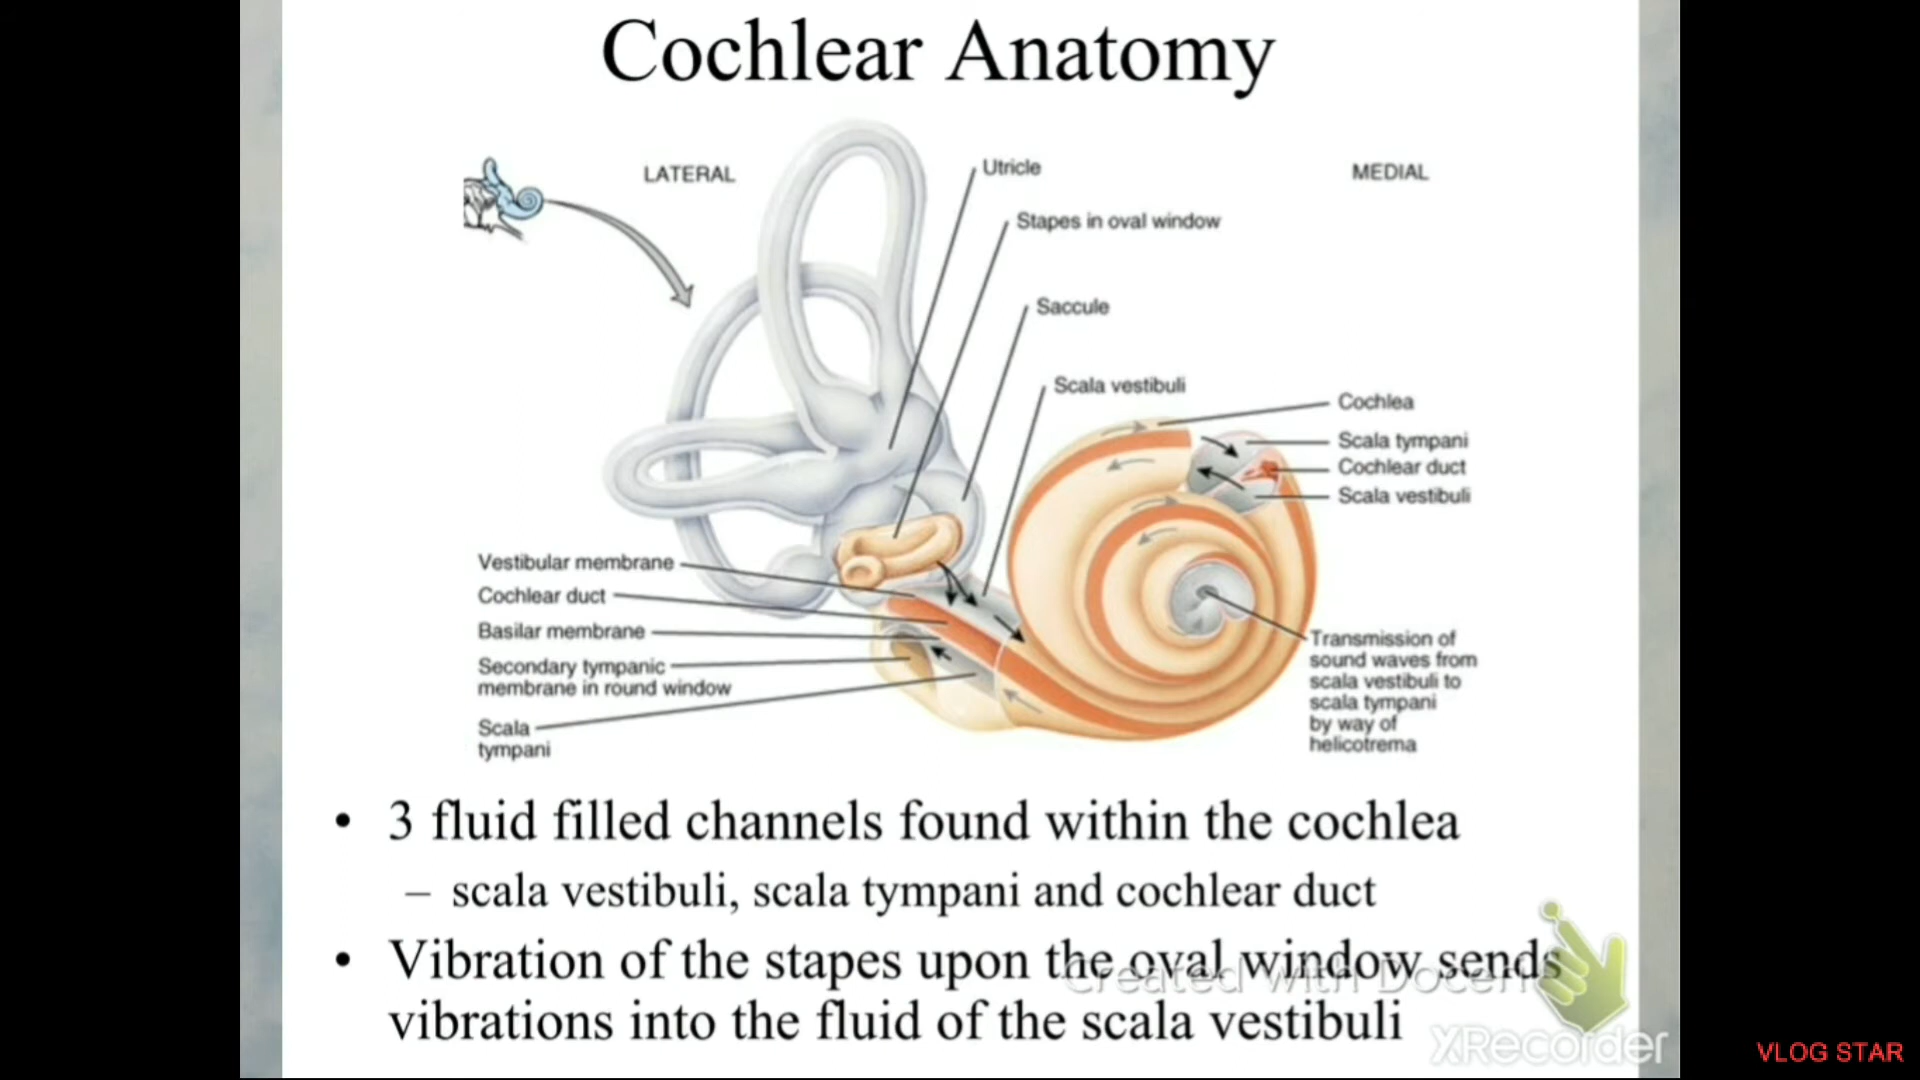 Cochlear Anatomy
LATERAL
Utricle
MEDIAL
Stapes in oval window
Saccule
Scala vestibuli
Cochlea
Scala tympani
Cochlear duct
Scala vestibuli
Vestibular membrane
Cochlear duct
Basilar membrane
Secondary tympanic
membrane in round window
Scala
tympani
Transmission of
sound waves from
scala vestibuli to
scala tympani
by way of
helicotrema
• 3 fluid filled channels found within the cochlea
– scala vestibuli, scala tympani and cochlear duct
• Vibration of the stapes upon the oval window sends
vibrations into the fluid of the scala vestibuli
Created with
XRecorder
VLOG STAR